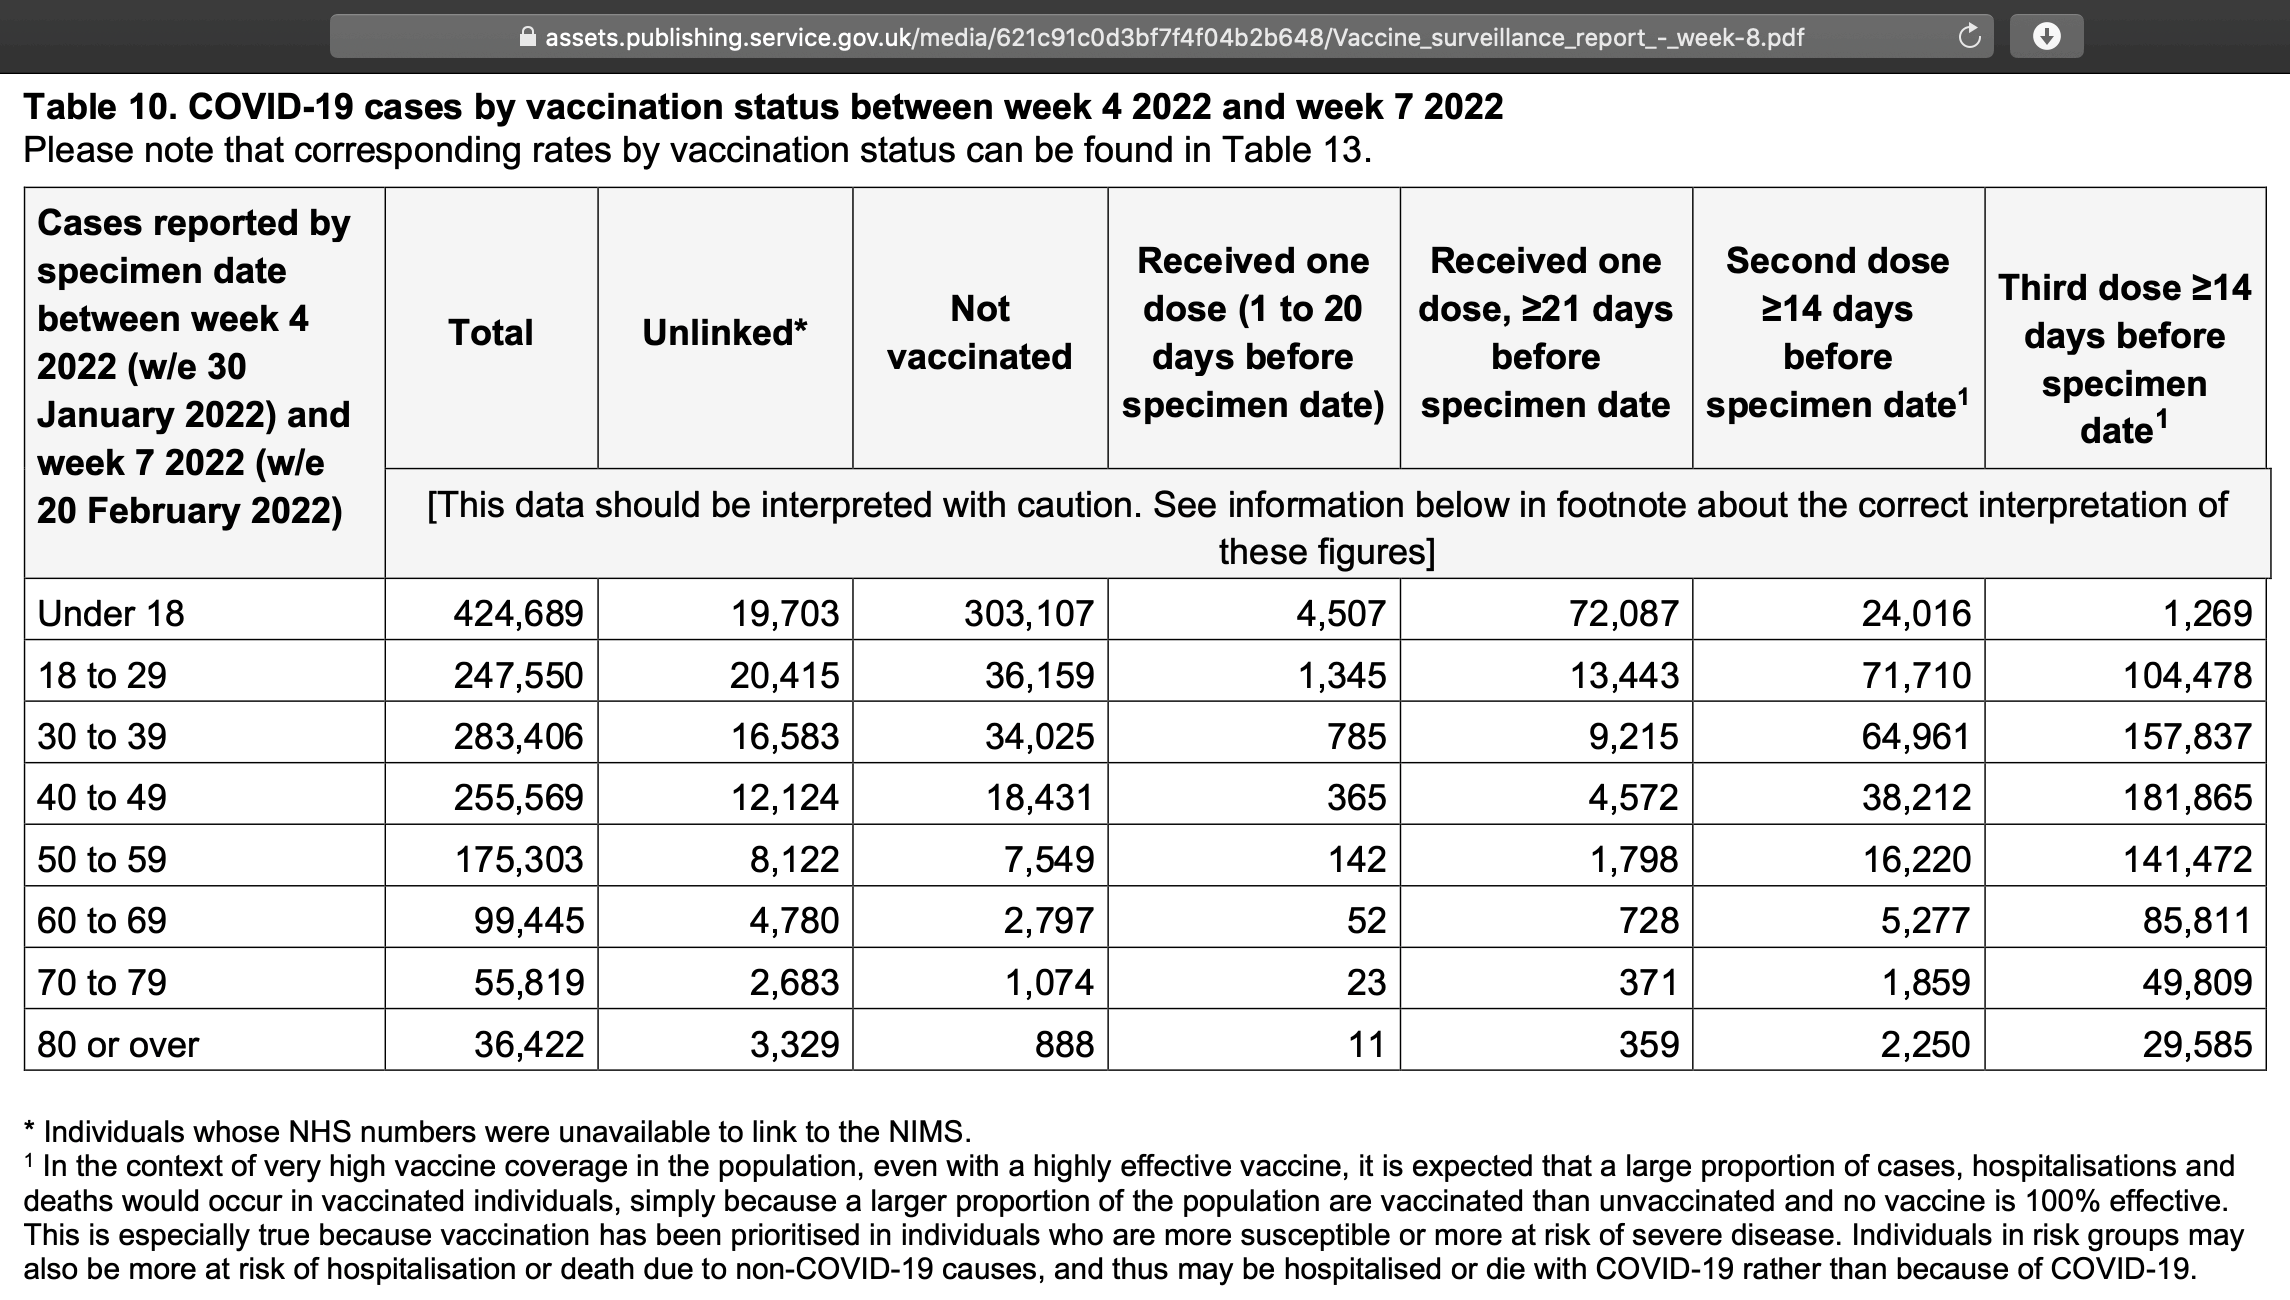 assets.publishing.service.gov.uk/media/621c91c0d3bf7f4f04b2b648/Vaccine_surveillance_report_-_week-8.pdf
Table 10. COVID-19 cases by vaccination status between week 4 2022 and week 7 2022
Please note that corresponding rates by vaccination status can be found in Table 13.
Cases reported by
specimen date
between week 4
2022 (w/e 30
January 2022) and
week 7 2022 (w/e
20 February 2022)
Total
Unlinked*
Not
vaccinated
Received one
dose (1 to 20
days before
specimen date)
Received one
dose, ≥21 days
before
specimen date
Second dose
≥14 days
before
specimen date¹
Third dose ≥14
days before
specimen
date¹
[This data should be interpreted with caution. See information below in footnote about the correct interpretation of
these figures]
Under 18 424,689 19,703 303,107 4,507 72,087 24,016 1,269
18 to 29 247,550 20,415 36,159 1,345 13,443 71,710 104,478
30 to 39 283,406 16,583 34,025 785 9,215 64,961 157,837
40 to 49 255,569 12,124 18,431 365 4,572 38,212 181,865
50 to 59 175,303 8,122 7,549 142 1,798 16,220 141,472
60 to 69 99,445 4,780 2,797 52 728 5,277 85,811
70 to 79 55,819 2,683 1,074 23 371 1,859 49,809
80 or over 36,422 3,329 888 11 359 2,250 29,585
* Individuals whose NHS numbers were unavailable to link to the NIMS.
¹ In the context of very high vaccine coverage in the population, even with a highly effective vaccine, it is expected that a large proportion of cases, hospitalisations and
deaths would occur in vaccinated individuals, simply because a larger proportion of the population are vaccinated than unvaccinated and no vaccine is 100% effective.
This is especially true because vaccination has been prioritised in individuals who are more susceptible or more at risk of severe disease. Individuals in risk groups may
also be more at risk of hospitalisation or death due to non-COVID-19 causes, and thus may be hospitalised or die with COVID-19 rather than because of COVID-19.